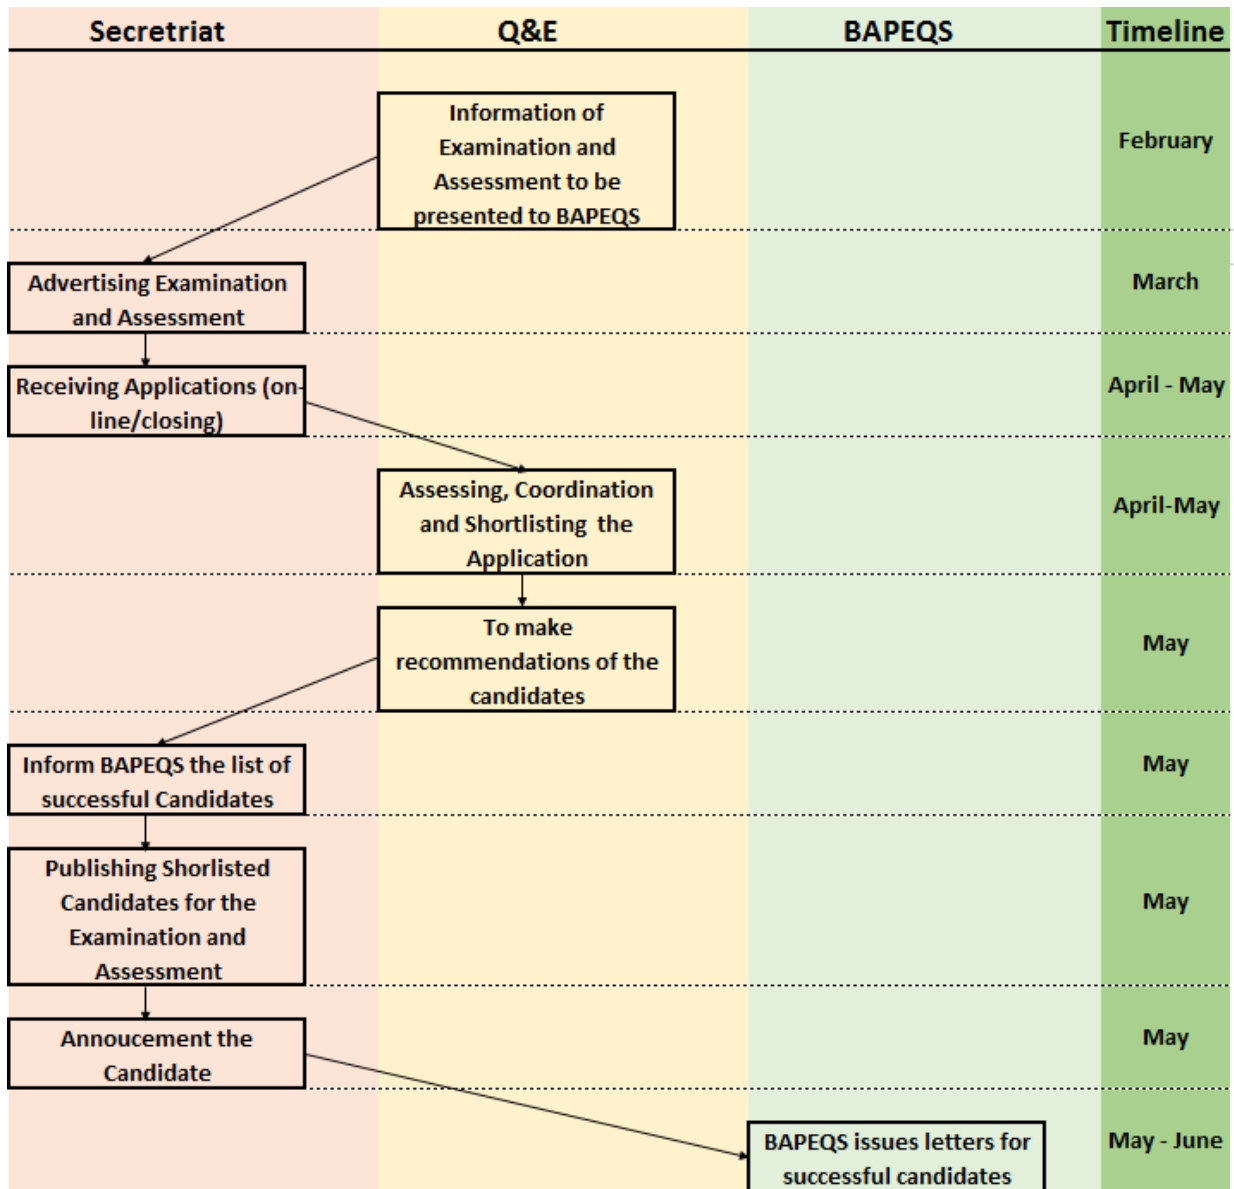 Secretriat Q&E BAPEQS Timeline
Information of
Examination and
Assessment to be
presented to BAPEQS
February
Advertising Examination
and Assessment
March
Receiving Applications (on-
line/closing)
April - May
Assessing, Coordination
and Shortlisting the
Application
April-May
To make
recommendations of the
candidates
May
Inform BAPEQS the list of
successful Candidates
May
Publishing Shorlisted
Candidates for the
Examination and
Assessment
May
Annoucement the
Candidate
May
BAPEQS issues letters for
successful candidates
May - June